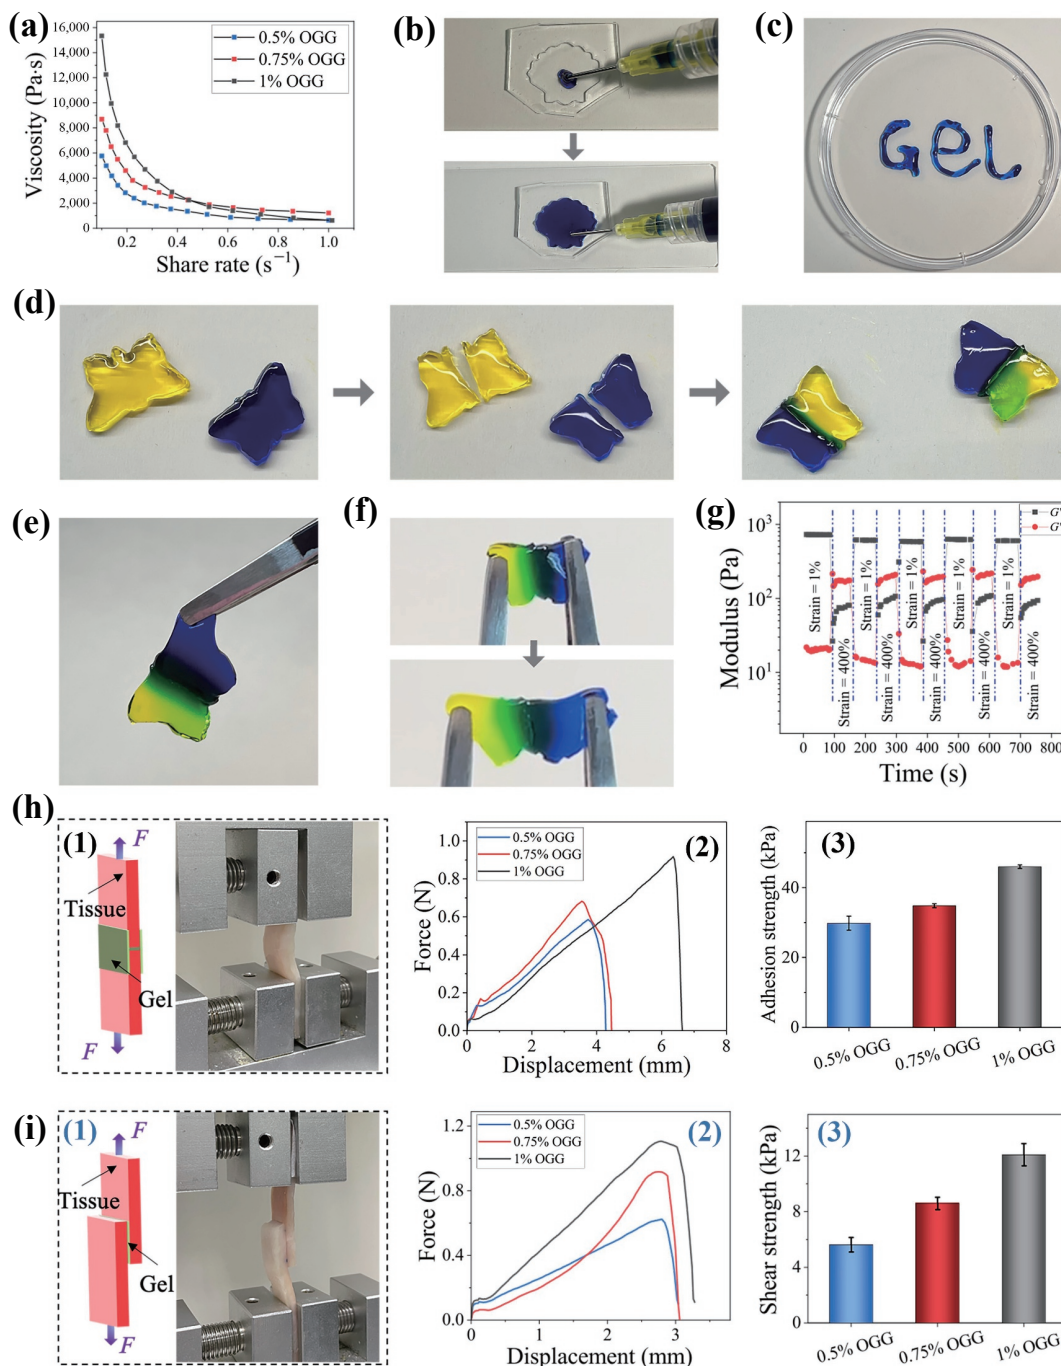 (a)
16,000
14,000
12,000
10,000
8,000
6,000
4,000
2,000
0
Viscosity (Pa·s)
0.5% OGG
0.75% OGG
1% OGG
0.2 0.4 0.6 0.8 1.0
Share rate (s⁻¹)
(b)
(c)
GEL
(d)
(e)
(f)
(g)
10³
10²
10¹
Modulus (Pa)
G'
G''
Strain = 1%
Strain = 400%
Strain = 1%
Strain = 400%
Strain = 1%
Strain = 400%
Strain = 1%
Strain = 400%
Strain = 1%
Strain = 400%
0 100 200 300 400 500 600 700 800
Time (s)
(h)
(1)
F
Tissue
Gel
F
(2)
1.0
0.8
0.6
0.4
0.2
0.0
Force (N)
0.5% OGG
0.75% OGG
1% OGG
0 2 4 6 8
Displacement (mm)
(3)
40
20
0
Adhesion strength (kPa)
0.5% OGG
0.75% OGG
1% OGG
(i)
(1)
F
Tissue
Gel
F
(2)
1.2
0.8
0.4
0.0
Force (N)
0.5% OGG
0.75% OGG
1% OGG
0 1 2 3
Displacement (mm)
(3)
12
8
4
0
Shear strength (kPa)
0.5% OGG
0.75% OGG
1% OGG